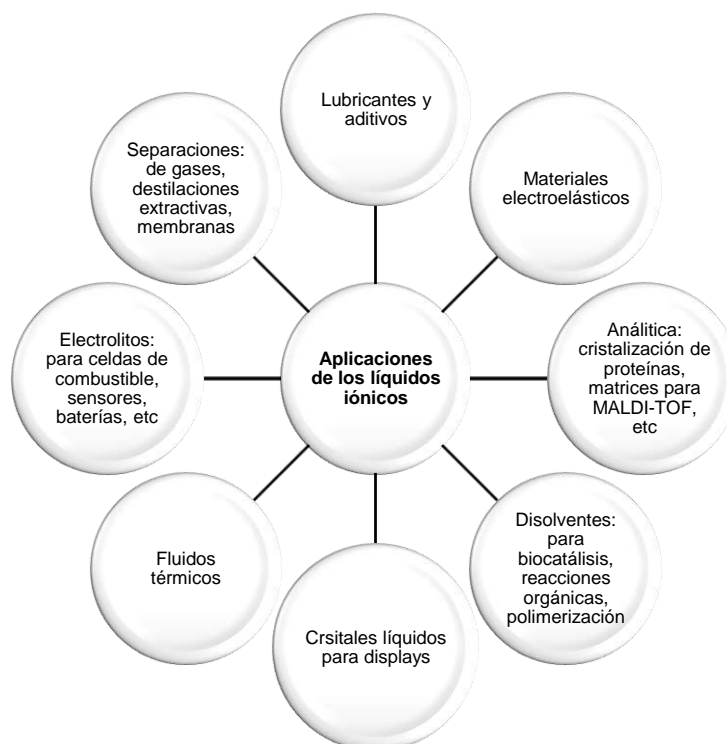 Lubricantes y
aditivos
Materiales
electroelásticos
Análitica:
cristalización de
proteínas,
matrices para
MALDI-TOF,
etc
Disolventes:
para
biocatálisis,
reacciones
orgánicas,
polimerización
Crsitales líquidos
para displays
Fluidos
térmicos
Electrolitos:
para celdas de
combustible,
sensores,
baterías, etc
Separaciones:
de gases,
destilaciones
extractivas,
membranas
Aplicaciones
de los líquidos
iónicos